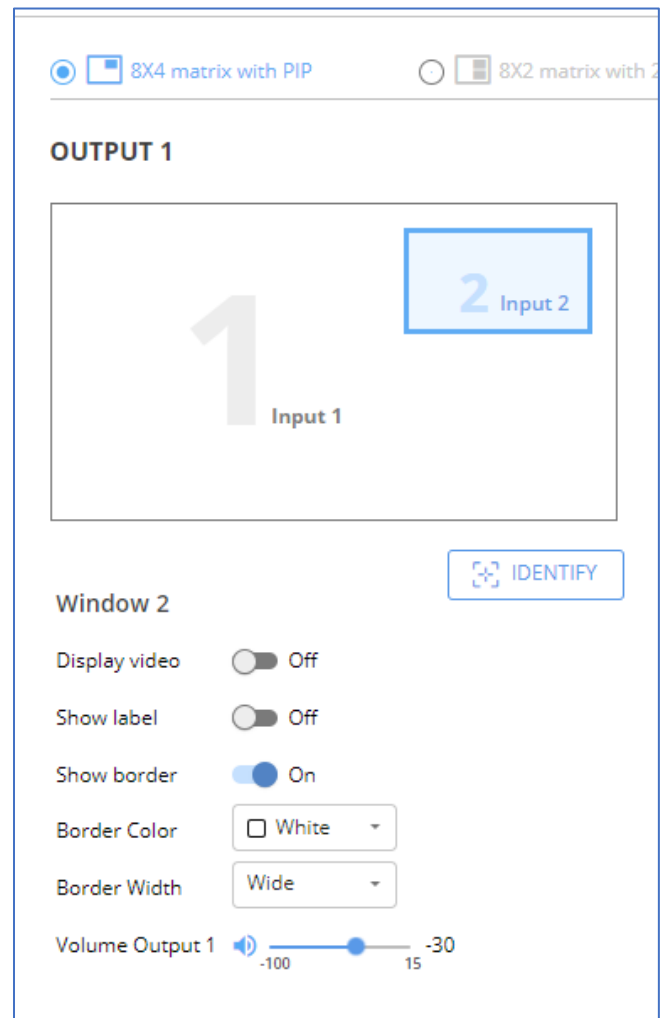 8X4 matrix with PIP
8X2 matrix with 2
OUTPUT 1
1
Input 1
2
Input 2
IDENTIFY
Window 2
Display video Off
Show label Off
Show border On
Border Color White
Border Width Wide
Volume Output 1 -30
-100 15